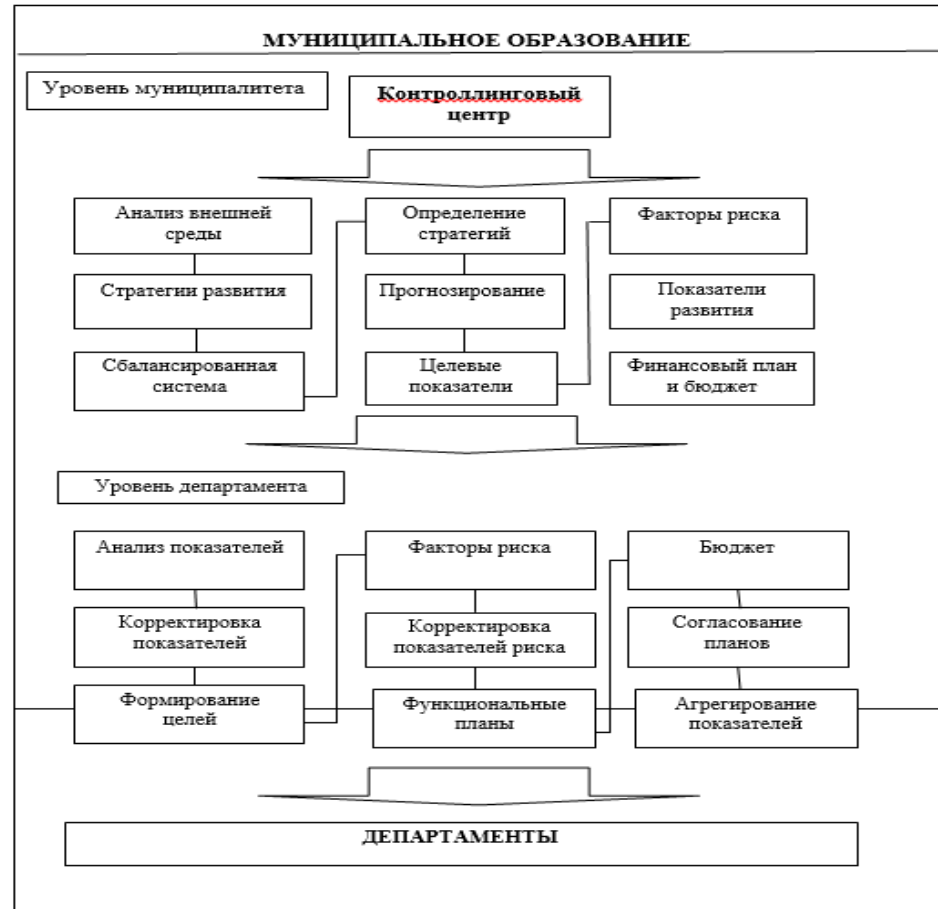 МУНИЦИПАЛЬНОЕ ОБРАЗОВАНИЕ
Уровень муниципалитета
Контроллинговый
центр
Анализ внешней
среды
Стратегии развития
Сбалансированная
система
Определение
стратегий
Прогнозирование
Целевые
показатели
Факторы риска
Показатели
развития
Финансовый план
и бюджет
Уровень департамента
Анализ показателей
Корректировка
показателей
Формирование
целей
Факторы риска
Корректировка
показателей риска
Функциональные
планы
Бюджет
Согласование
планов
Агрегирование
показателей
ДЕПАРТАМЕНТЫ